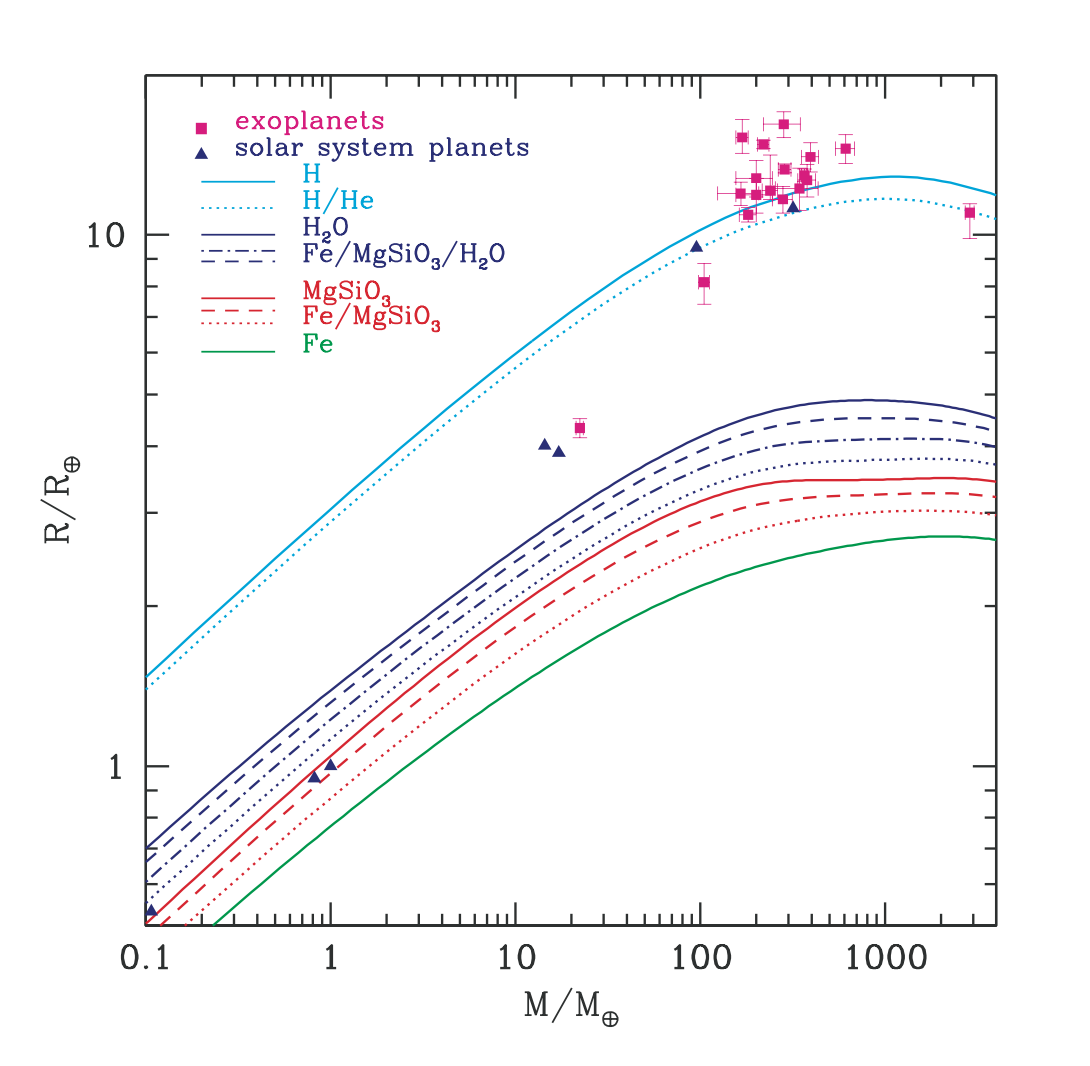 exoplanets
solar system planets
H
H/He
H₂O
Fe/MgSiO₃/H₂O
MgSiO₃
Fe/MgSiO₃
Fe
R/R⊕
10
1
0.1
1
10
100
1000
M/M⊕